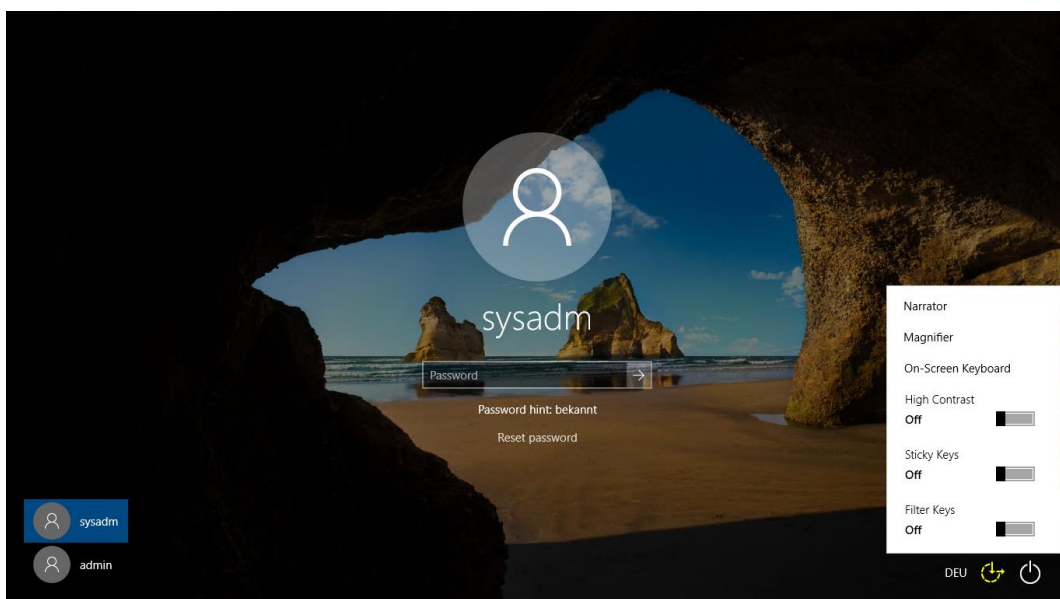 sysadm
Password
Password hint: bekannt
Reset password
Narrator
Magnifier
On-Screen Keyboard
High Contrast
Off
Sticky Keys
Off
Filter Keys
Off
sysadm
admin
DEU